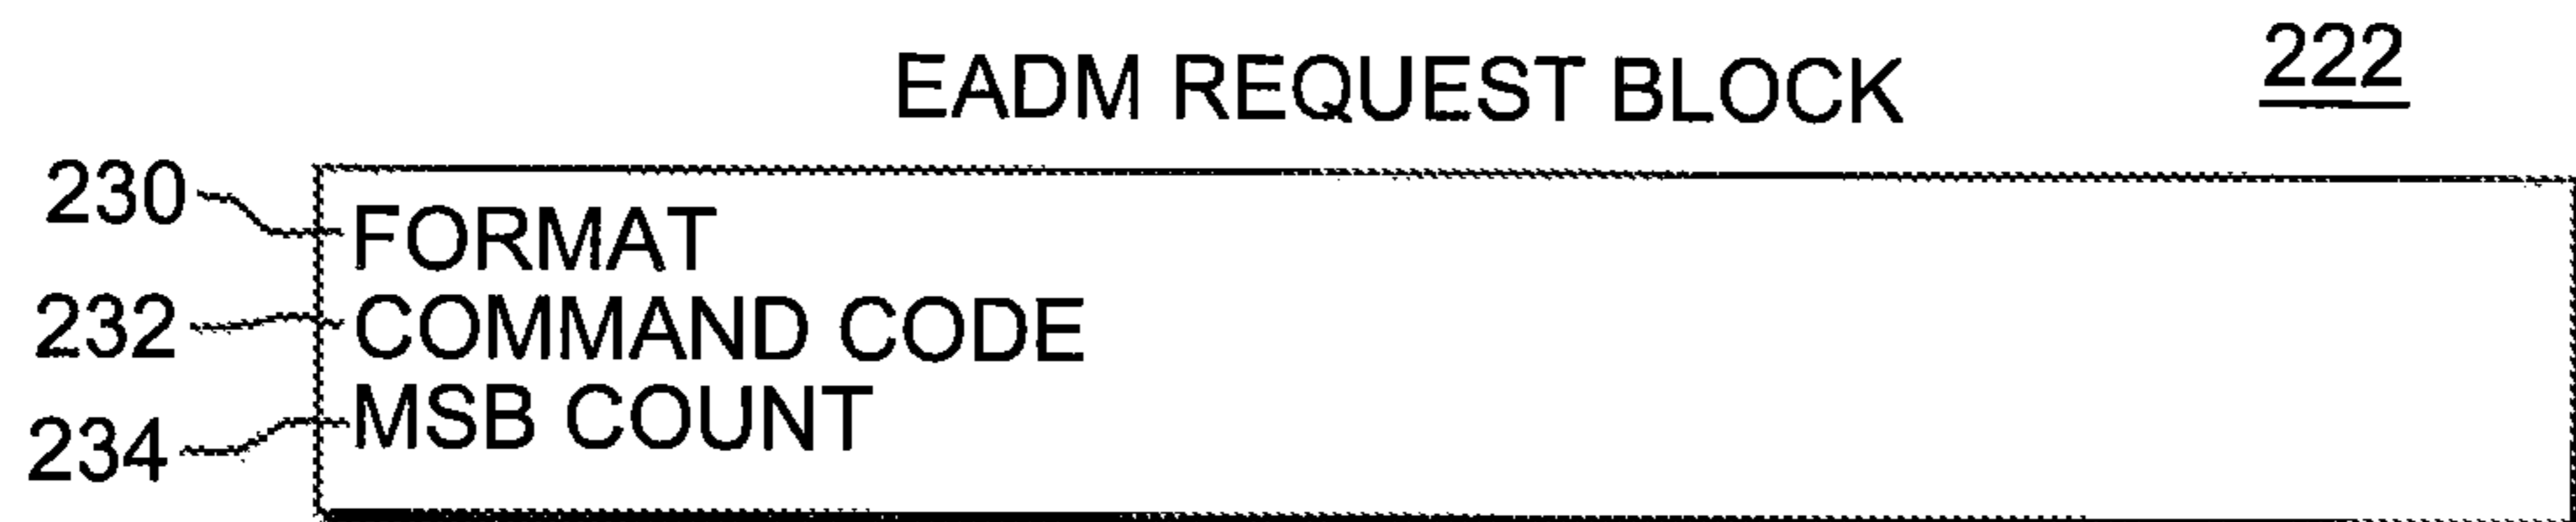 EADM REQUEST BLOCK 222
230 FORMAT
232 COMMAND CODE
234 MSB COUNT